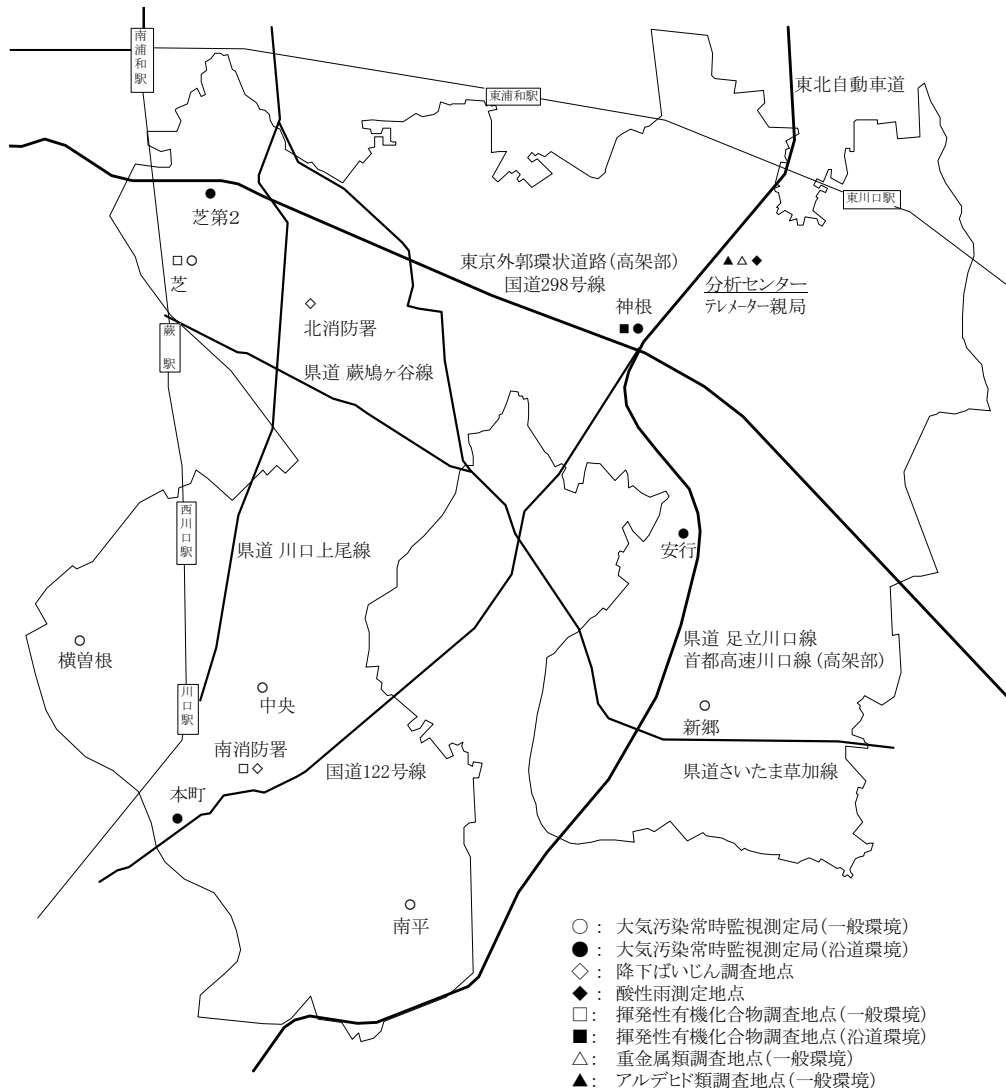 南浦和駅
東浦和駅
東北自動車道
東川口駅
芝第2
芝
東京外郭環状道路(高架部)
国道298号線
分析センター
テレメーター親局
神根
北消防署
蕨駅
県道 蕨鳩ヶ谷線
西川口駅
県道 川口上尾線
安行
横曽根
県道 足立川口線
首都高速川口線(高架部)
川口駅
中央
新郷
南消防署
国道122号線
県道さいたま草加線
本町
南平
○: 大気汚染常時監視測定局(一般環境)
●: 大気汚染常時監視測定局(沿道環境)
◇: 降下ばいじん調査地点
◆: 酸性雨測定地点
□: 揮発性有機化合物調査地点(一般環境)
■: 揮発性有機化合物調査地点(沿道環境)
△: 重金属類調査地点(一般環境)
▲: アルデヒド類調査地点(一般環境)